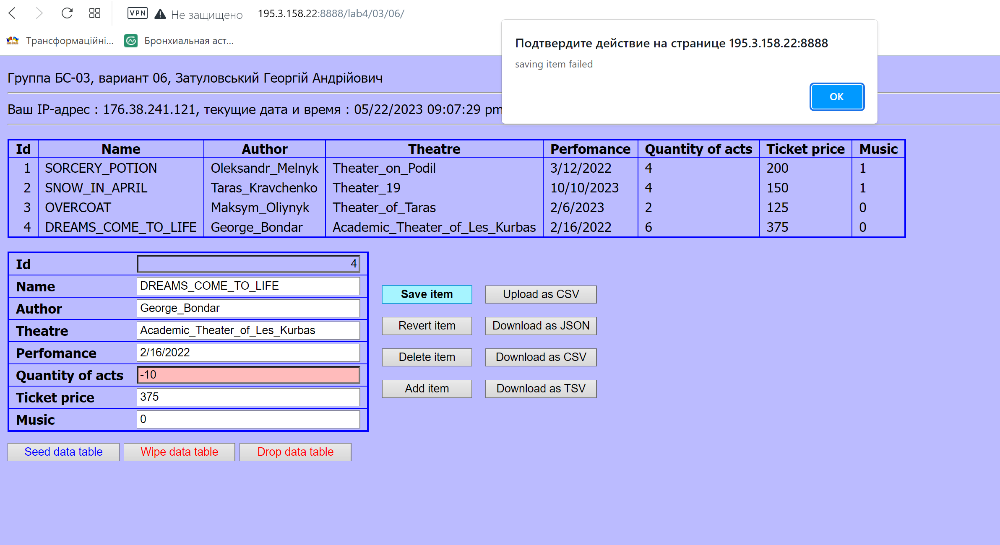 VPN Не защищено 195.3.158.22:8888/lab4/03/06/
Трансформаційні... Бронхиальная аст...
Подтвердите действие на странице 195.3.158.22:8888
saving item failed
OK
Группа БС-03, вариант 06, Затуловський Георгій Андрійович
Ваш IP-адрес : 176.38.241.121, текущие дата и время : 05/22/2023 09:07:29 pm
Id Name Author Theatre Perfomance Quantity of acts Ticket price Music
1 SORCERY_POTION Oleksandr_Melnyk Theater_on_Podil 3/12/2022 4 200 1
2 SNOW_IN_APRIL Taras_Kravchenko Theater_19 10/10/2023 4 150 1
3 OVERCOAT Maksym_Oliynyk Theater_of_Taras 2/6/2023 2 125 0
4 DREAMS_COME_TO_LIFE George_Bondar Academic_Theater_of_Les_Kurbas 2/16/2022 6 375 0
Id 4
Name DREAMS_COME_TO_LIFE
Author George_Bondar
Theatre Academic_Theater_of_Les_Kurbas
Perfomance 2/16/2022
Quantity of acts -10
Ticket price 375
Music 0
Save item Upload as CSV
Revert item Download as JSON
Delete item Download as CSV
Add item Download as TSV
Seed data table Wipe data table Drop data table